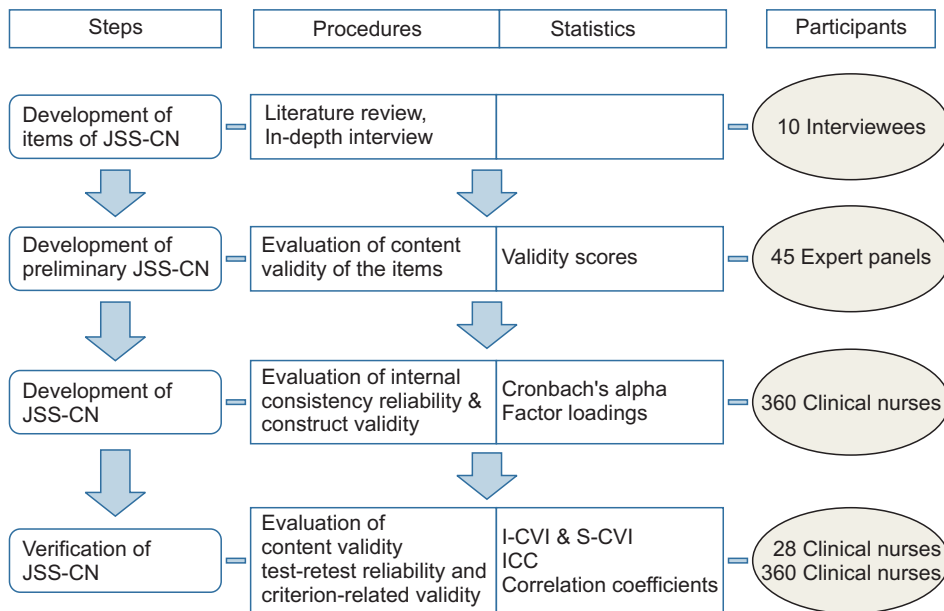 Steps
Procedures
Statistics
Participants
Development of
items of JSS-CN
Literature review,
In-depth interview
10 Interviewees
Development of
preliminary JSS-CN
Evaluation of content
validity of the items
Validity scores
45 Expert panels
Development of
JSS-CN
Evaluation of internal
consistency reliability &
construct validity
Cronbach's alpha
Factor loadings
360 Clinical nurses
Verification of
JSS-CN
Evaluation of
content validity
test-retest reliability and
criterion-related validity
I-CVI & S-CVI
ICC
Correlation coefficients
28 Clinical nurses
360 Clinical nurses